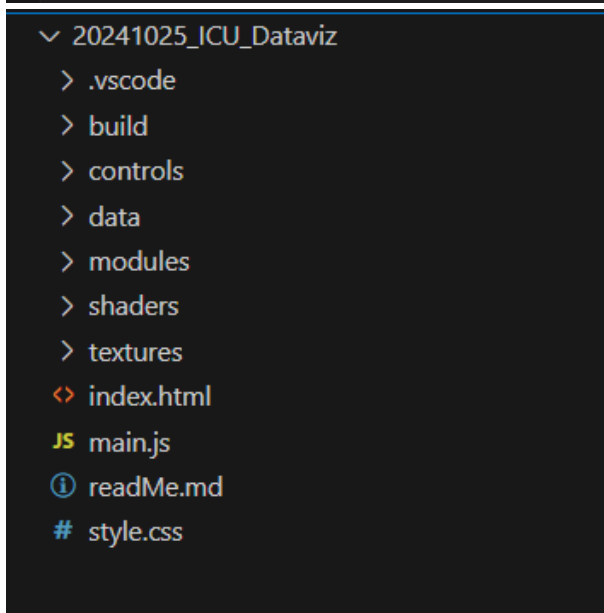 20241025_ICU_Dataviz
.vscode
build
controls
data
modules
shaders
textures
<> index.html
JS main.js
readMe.md
# style.css